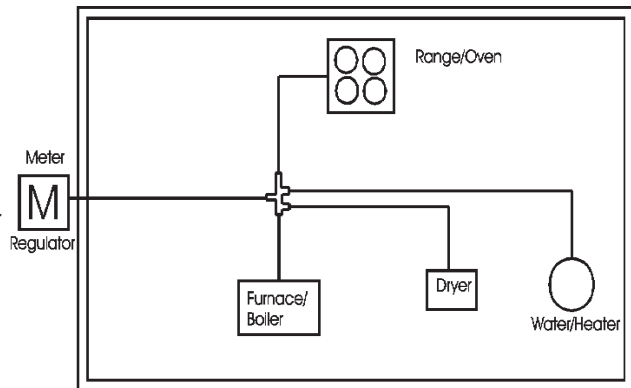 Range/Oven
Meter
M
Regulator
Furnace/
Boiler
Dryer
Water/Heater